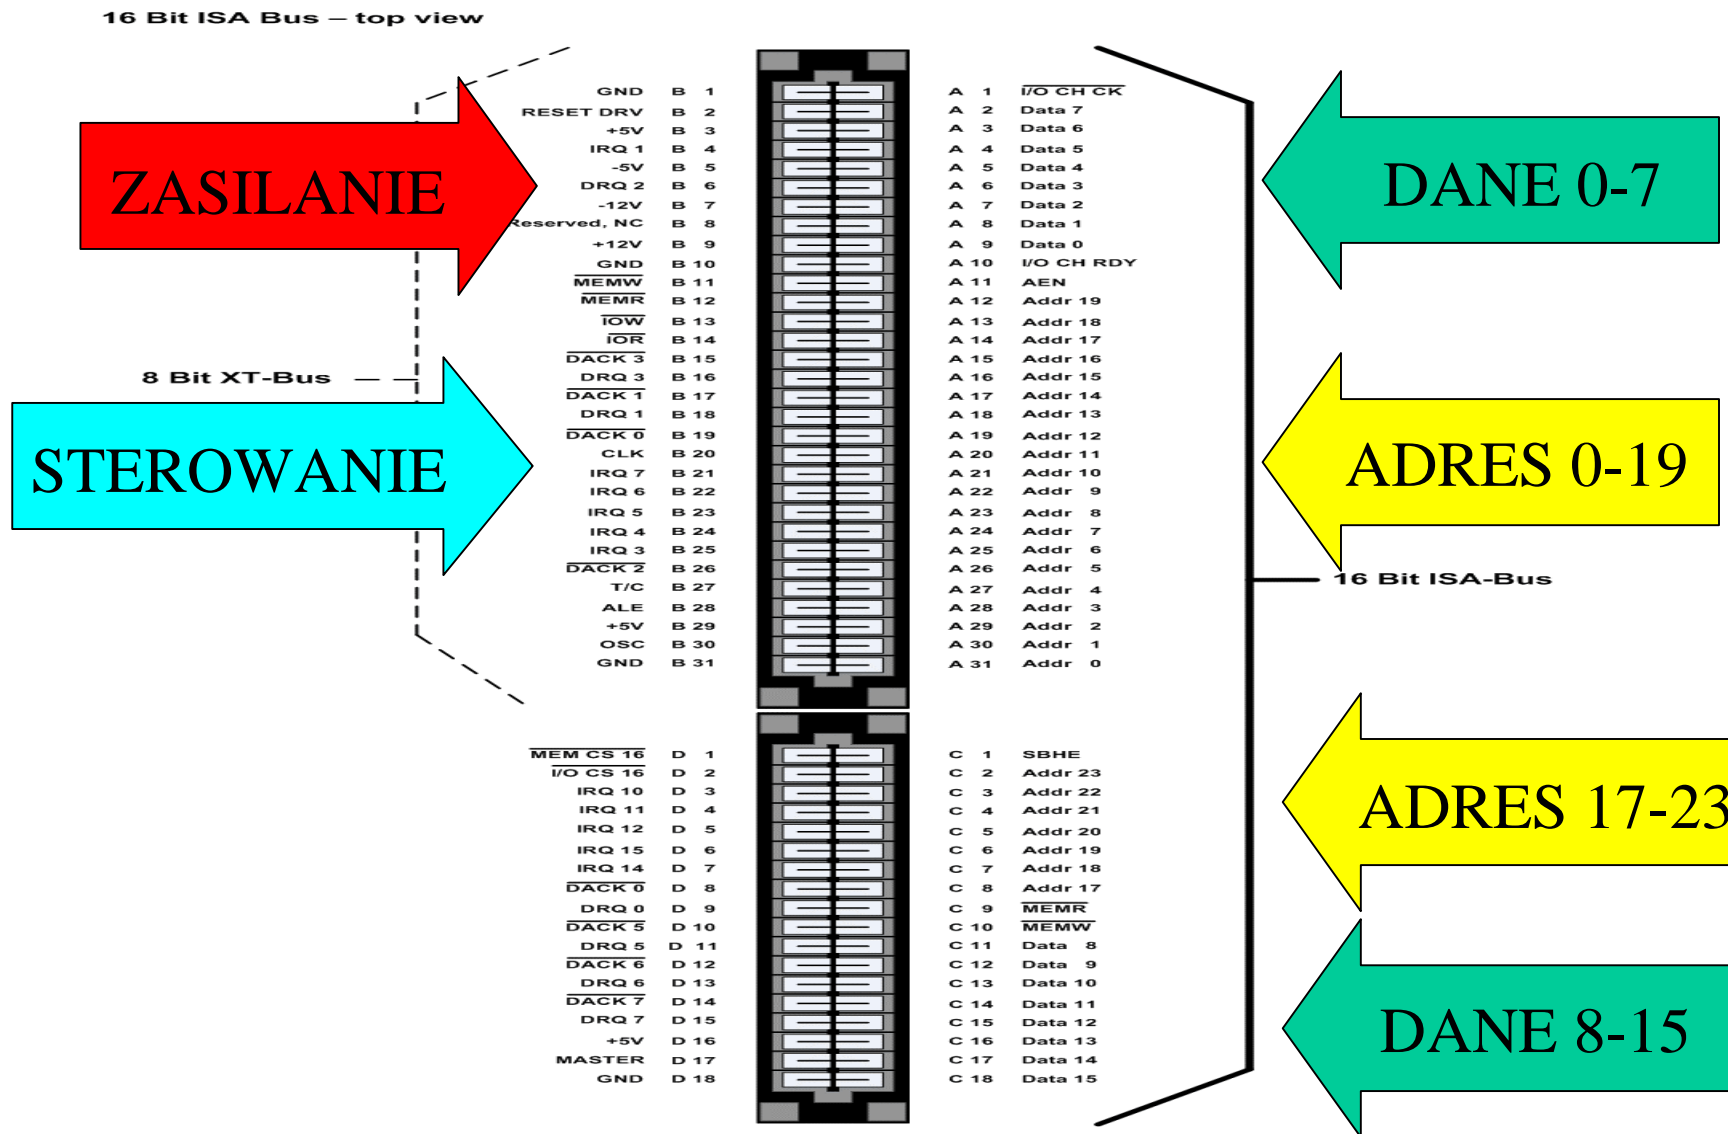 16 Bit ISA Bus – top view
GND B 1 A 1 I/O CH CK
RESET DRV B 2 A 2 Data 7
+5V B 3 A 3 Data 6
IRQ 1 B 4 A 4 Data 5
-5V B 5 A 5 Data 4
DRQ 2 B 6 A 6 Data 3
-12V B 7 A 7 Data 2
Reserved, NC B 8 A 8 Data 1
+12V B 9 A 9 Data 0
GND B 10 A 10 I/O CH RDY
MEMW B 11 A 11 AEN
MEMR B 12 A 12 Addr 19
IOW B 13 A 13 Addr 18
IOR B 14 A 14 Addr 17
DACK 3 B 15 A 15 Addr 16
DRQ 3 B 16 A 16 Addr 15
DACK 1 B 17 A 17 Addr 14
DRQ 1 B 18 A 18 Addr 13
DACK 0 B 19 A 19 Addr 12
CLK B 20 A 20 Addr 11
IRQ 7 B 21 A 21 Addr 10
IRQ 6 B 22 A 22 Addr 9
IRQ 5 B 23 A 23 Addr 8
IRQ 4 B 24 A 24 Addr 7
IRQ 3 B 25 A 25 Addr 6
DACK 2 B 26 A 26 Addr 5
T/C B 27 A 27 Addr 4
ALE B 28 A 28 Addr 3
+5V B 29 A 29 Addr 2
OSC B 30 A 30 Addr 1
GND B 31 A 31 Addr 0
MEM CS 16 D 1 C 1 SBHE
I/O CS 16 D 2 C 2 Addr 23
IRQ 10 D 3 C 3 Addr 22
IRQ 11 D 4 C 4 Addr 21
IRQ 12 D 5 C 5 Addr 20
IRQ 15 D 6 C 6 Addr 19
IRQ 14 D 7 C 7 Addr 18
DACK 0 D 8 C 8 Addr 17
DRQ 0 D 9 C 9 MEMR
DACK 5 D 10 C 10 MEMW
DRQ 5 D 11 C 11 Data 8
DACK 6 D 12 C 12 Data 9
DRQ 6 D 13 C 13 Data 10
DACK 7 D 14 C 14 Data 11
DRQ 7 D 15 C 15 Data 12
+5V D 16 C 16 Data 13
MASTER D 17 C 17 Data 14
GND D 18 C 18 Data 15
ZASILANIE
8 Bit XT-Bus
STEROWANIE
DANE 0-7
ADRES 0-19
16 Bit ISA-Bus
ADRES 17-23
DANE 8-15